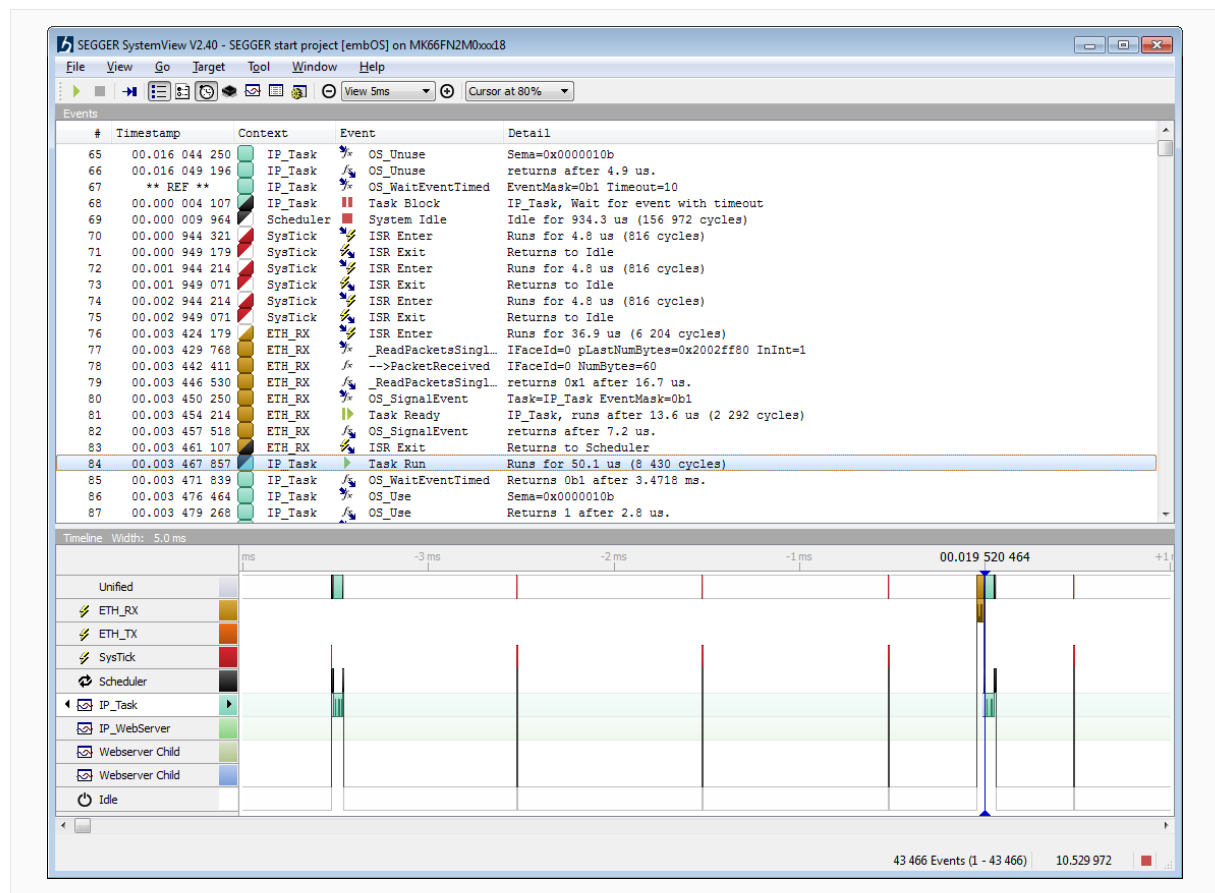 SEGGER SystemView V2.40 - SEGGER start project [embOS] on MK66FN2M0xxx18
File View Go Target Tool Window Help
View 5ms Cursor at 80%
Events
# Timestamp Context Event Detail
65 00.016 044 250 IP_Task OS_Unuse Sema=0x0000010b
66 00.016 049 196 IP_Task OS_Unuse returns after 4.9 us.
67 ** REF ** IP_Task OS_WaitEventTimed EventMask=0b1 Timeout=10
68 00.000 004 107 IP_Task Task Block IP_Task, Wait for event with timeout
69 00.000 009 964 Scheduler System Idle Idle for 934.3 us (156 972 cycles)
70 00.000 944 321 SysTick ISR Enter Runs for 4.8 us (816 cycles)
71 00.000 949 179 SysTick ISR Exit Returns to Idle
72 00.001 944 214 SysTick ISR Enter Runs for 4.8 us (816 cycles)
73 00.001 949 071 SysTick ISR Exit Returns to Idle
74 00.002 944 214 SysTick ISR Enter Runs for 4.8 us (816 cycles)
75 00.002 949 071 SysTick ISR Exit Returns to Idle
76 00.003 424 179 ETH_RX ISR Enter Runs for 36.9 us (6 204 cycles)
77 00.003 429 768 ETH_RX _ReadPacketsSingl… IFaceId=0 pLastNumBytes=0x2002ff80 InInt=1
78 00.003 442 411 ETH_RX -->PacketReceived IFaceId=0 NumBytes=60
79 00.003 446 530 ETH_RX _ReadPacketsSingl… returns 0x1 after 16.7 us.
80 00.003 450 250 ETH_RX OS_SignalEvent Task=IP_Task EventMask=0b1
81 00.003 454 214 ETH_RX Task Ready IP_Task, runs after 13.6 us (2 292 cycles)
82 00.003 457 518 ETH_RX OS_SignalEvent returns after 7.2 us.
83 00.003 461 107 ETH_RX ISR Exit Returns to Scheduler
84 00.003 467 857 IP_Task Task Run Runs for 50.1 us (8 430 cycles)
85 00.003 471 839 IP_Task OS_WaitEventTimed Returns 0b1 after 3.4718 ms.
86 00.003 476 464 IP_Task OS_Use Sema=0x0000010b
87 00.003 479 268 IP_Task OS_Use Returns 1 after 2.8 us.
Timeline Width: 5.0 ms
ms -3 ms -2 ms -1 ms 00.019 520 464 +1
Unified
ETH_RX
ETH_TX
SysTick
Scheduler
IP_Task
IP_WebServer
Webserver Child
Webserver Child
Idle
43 466 Events (1 - 43 466) 10.529 972